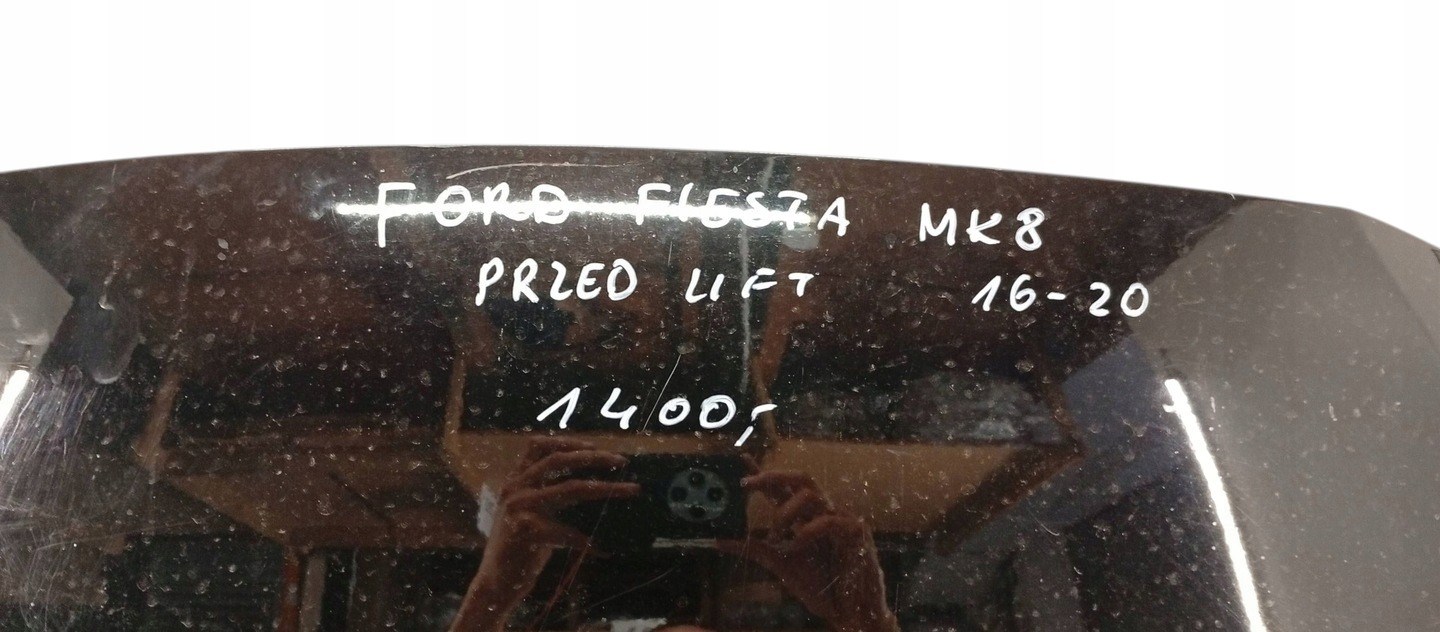 FORD FIESTA MK8
PRZED LIFT 16-20
1400,-